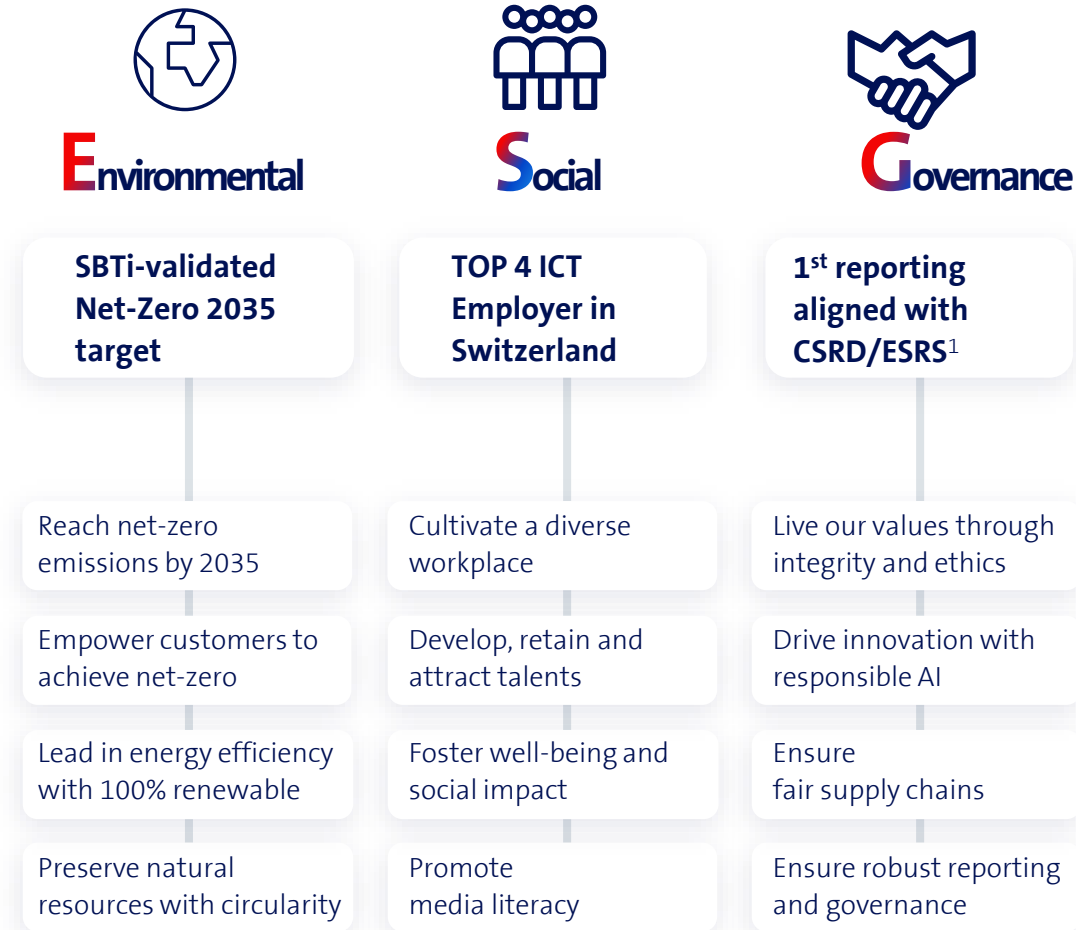 Environmental
SBTi-validated
Net-Zero 2035
target
Reach net-zero
emissions by 2035
Empower customers to
achieve net-zero
Lead in energy efficiency
with 100% renewable
Preserve natural
resources with circularity
Social
TOP 4 ICT
Employer in
Switzerland
Cultivate a diverse
workplace
Develop, retain and
attract talents
Foster well-being and
social impact
Promote
media literacy
Governance
1st reporting
aligned with
CSRD/ESRS1
Live our values through
integrity and ethics
Drive innovation with
responsible AI
Ensure
fair supply chains
Ensure robust reporting
and governance